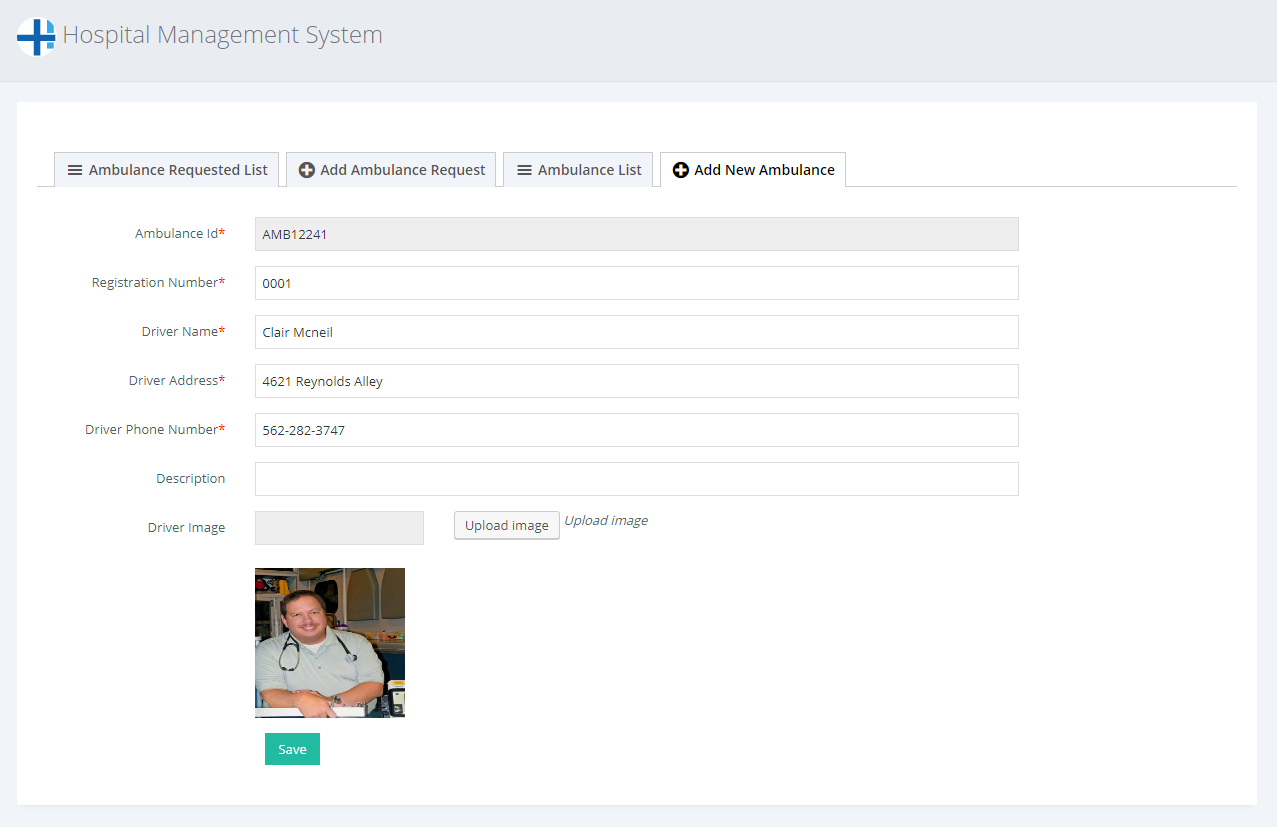 Hospital Management System
Ambulance Requested List Add Ambulance Request Ambulance List Add New Ambulance
Ambulance Id* AMB12241
Registration Number* 0001
Driver Name* Clair Mcneil
Driver Address* 4621 Reynolds Alley
Driver Phone Number* 562-282-3747
Description
Driver Image Upload image Upload image
Save